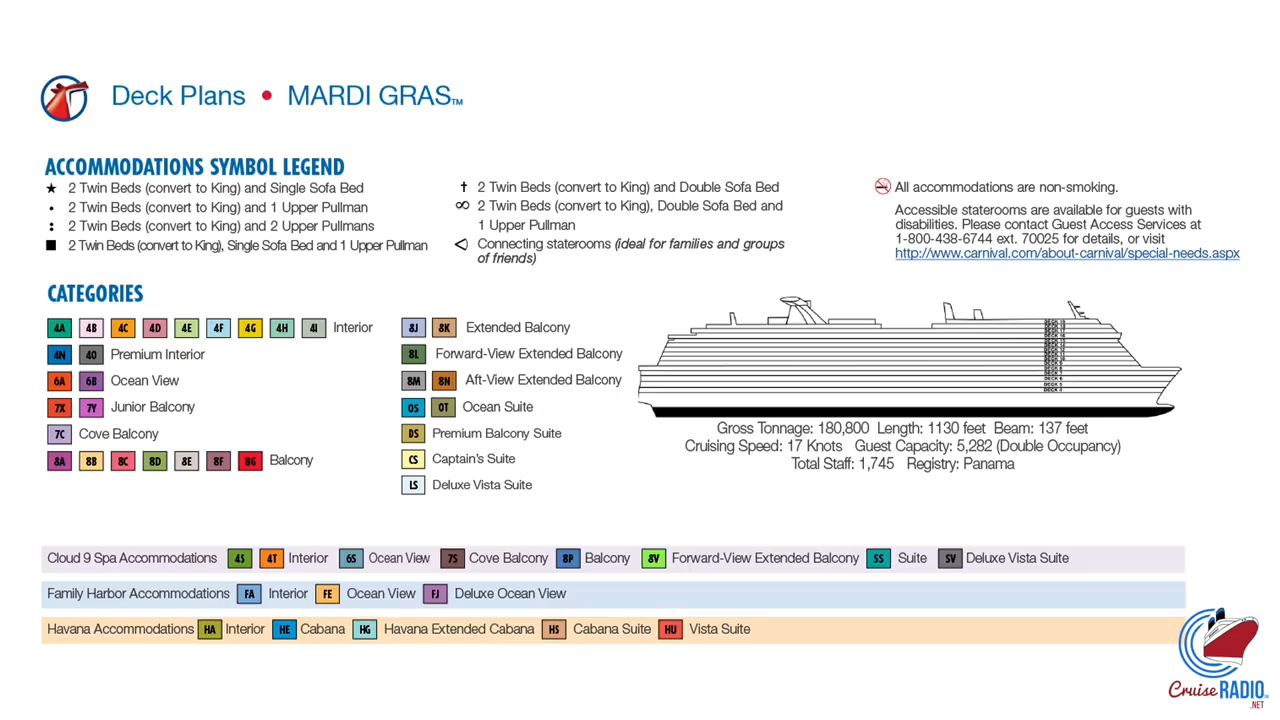 Deck Plans • MARDI GRAS™
ACCOMMODATIONS SYMBOL LEGEND
★ 2 Twin Beds (convert to King) and Single Sofa Bed
• 2 Twin Beds (convert to King) and 1 Upper Pullman
: 2 Twin Beds (convert to King) and 2 Upper Pullmans
■ 2 Twin Beds (convert to King), Single Sofa Bed and 1 Upper Pullman
† 2 Twin Beds (convert to King) and Double Sofa Bed
∞ 2 Twin Beds (convert to King), Double Sofa Bed and
1 Upper Pullman
Connecting staterooms (ideal for families and groups
of friends)
All accommodations are non-smoking.
Accessible staterooms are available for guests with
disabilities. Please contact Guest Access Services at
1-800-438-6744 ext. 70025 for details, or visit
http://www.carnival.com/about-carnival/special-needs.aspx
CATEGORIES
4A 4B 4C 4D 4E 4F 4G 4H 4I Interior
4N 4O Premium Interior
6A 6B Ocean View
7X 7Y Junior Balcony
7C Cove Balcony
8A 8B 8C 8D 8E 8F 8G Balcony
8J 8K Extended Balcony
8L Forward-View Extended Balcony
8M 8N Aft-View Extended Balcony
OS OT Ocean Suite
DS Premium Balcony Suite
CS Captain's Suite
LS Deluxe Vista Suite
Gross Tonnage: 180,800 Length: 1130 feet Beam: 137 feet
Cruising Speed: 17 Knots Guest Capacity: 5,282 (Double Occupancy)
Total Staff: 1,745 Registry: Panama
Cloud 9 Spa Accommodations 4S 4T Interior 6S Ocean View 7S Cove Balcony 8P Balcony 8V Forward-View Extended Balcony SS Suite SV Deluxe Vista Suite
Family Harbor Accommodations FA Interior FE Ocean View FJ Deluxe Ocean View
Havana Accommodations HA Interior HE Cabana HG Havana Extended Cabana HS Cabana Suite HU Vista Suite
Cruise RADIO
.NET